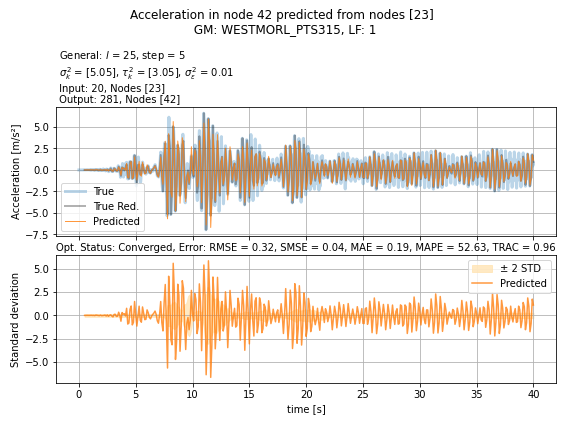 Acceleration in node 42 predicted from nodes [23]
GM: WESTMORL_PTS315, LF: 1
General: l = 25, step = 5
σ²ₖ = [5.05], τ²ₖ = [3.05], σ²ε = 0.01
Input: 20, Nodes [23]
Output: 281, Nodes [42]
Acceleration [m/s²]
5.0
2.5
0.0
−2.5
−5.0
−7.5
True
True Red.
Predicted
Opt. Status: Converged, Error: RMSE = 0.32, SMSE = 0.04, MAE = 0.19, MAPE = 52.63, TRAC = 0.96
Standard deviation
5.0
2.5
0.0
−2.5
−5.0
± 2 STD
Predicted
0 5 10 15 20 25 30 35 40
time [s]